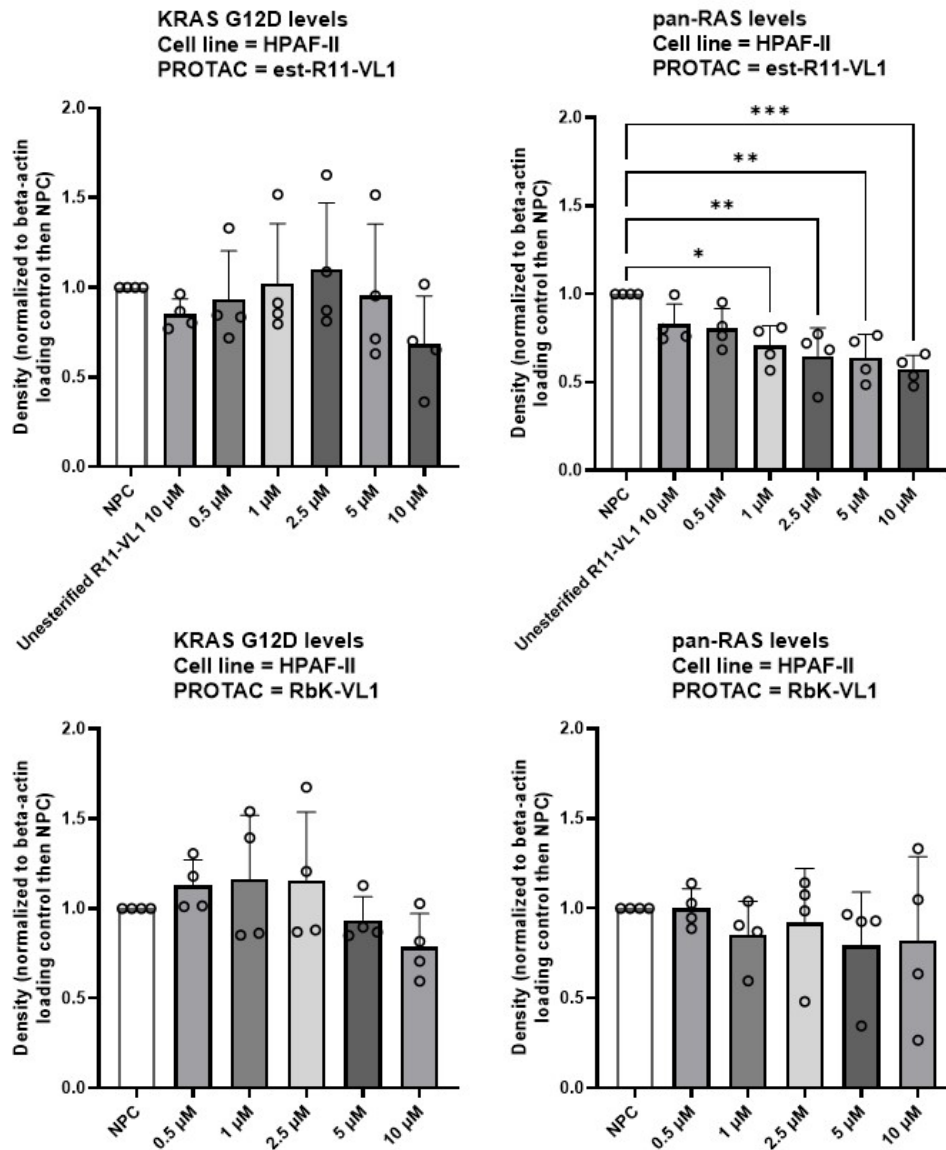 KRAS G12D levels
Cell line = HPAF-II
PROTAC = est-R11-VL1
Density (normalized to beta-actin
loading control then NPC)
2.0
1.5
1.0
0.5
0.0
NPC
Unesterified R11-VL1 10 µM
0.5 µM
1 µM
2.5 µM
5 µM
10 µM
pan-RAS levels
Cell line = HPAF-II
PROTAC = est-R11-VL1
Density (normalized to beta-actin
loading control then NPC)
2.0
1.5
1.0
0.5
0.0
***
**
**
*
NPC
Unesterified R11-VL1 10 µM
0.5 µM
1 µM
2.5 µM
5 µM
10 µM
KRAS G12D levels
Cell line = HPAF-II
PROTAC = RbK-VL1
Density (normalized to beta-actin
loading control then NPC)
2.0
1.5
1.0
0.5
0.0
NPC
0.5 µM
1 µM
2.5 µM
5 µM
10 µM
pan-RAS levels
Cell line = HPAF-II
PROTAC = RbK-VL1
Density (normalized to beta-actin
loading control then NPC)
2.0
1.5
1.0
0.5
0.0
NPC
0.5 µM
1 µM
2.5 µM
5 µM
10 µM